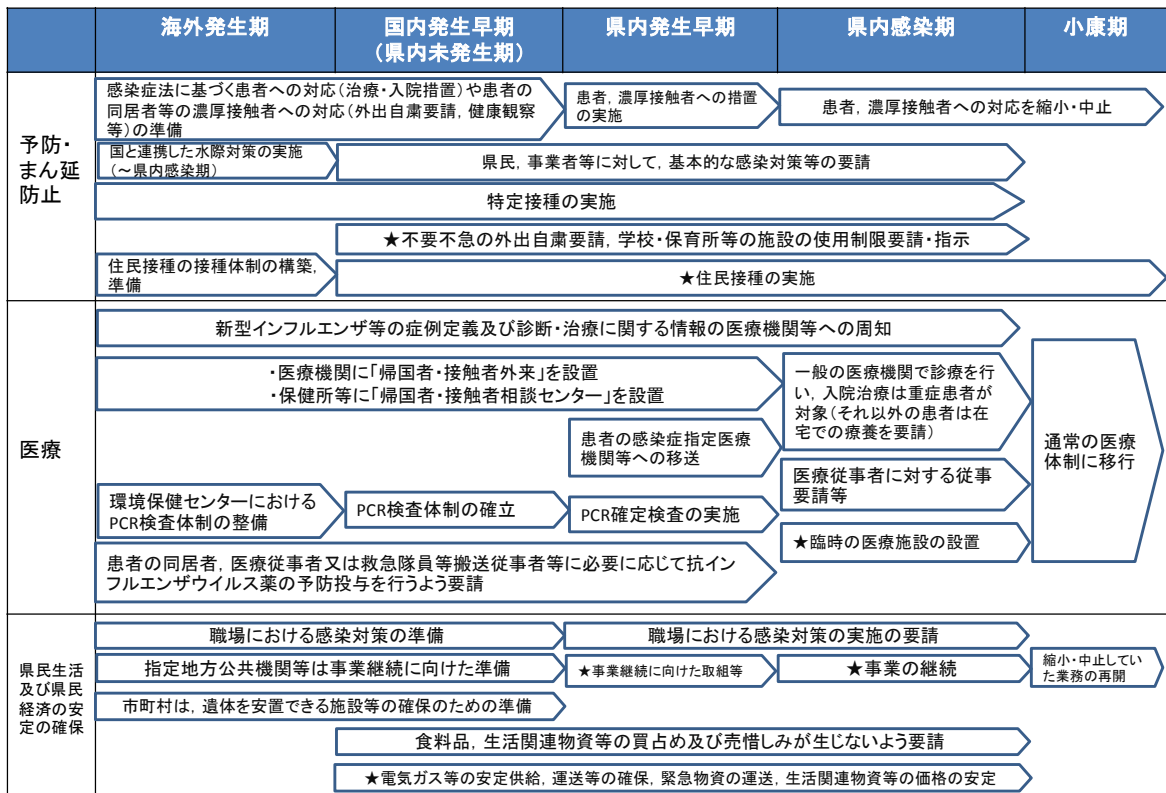 海外発生期
国内発生早期
（県内未発生期）
県内発生早期
県内感染期
小康期
予防・
まん延
防止
感染症法に基づく患者への対応（治療・入院措置）や患者の
同居者等の濃厚接触者への対応（外出自粛要請，健康観察
等）の準備
患者，濃厚接触者への措置
の実施
患者，濃厚接触者への対応を縮小・中止
国と連携した水際対策の実施
（～県内感染期）
県民，事業者等に対して，基本的な感染対策等の要請
特定接種の実施
★不要不急の外出自粛要請，学校・保育所等の施設の使用制限要請・指示
住民接種の接種体制の構築，
準備
★住民接種の実施
医療
新型インフルエンザ等の症例定義及び診断・治療に関する情報の医療機関等への周知
・医療機関に「帰国者・接触者外来」を設置
・保健所等に「帰国者・接触者相談センター」を設置
一般の医療機関で診療を行
い，入院治療は重症患者が
対象（それ以外の患者は在
宅での療養を要請）
患者の感染症指定医療
機関等への移送
通常の医療
体制に移行
医療従事者に対する従事
要請等
環境保健センターにおける
PCR検査体制の整備
PCR検査体制の確立
PCR確定検査の実施
★臨時の医療施設の設置
患者の同居者，医療従事者又は救急隊員等搬送従事者等に必要に応じて抗イン
フルエンザウイルス薬の予防投与を行うよう要請
県民生活
及び県民
経済の安
定の確保
職場における感染対策の準備
職場における感染対策の実施の要請
指定地方公共機関等は事業継続に向けた準備
★事業継続に向けた取組等
★事業の継続
縮小・中止してい
た業務の再開
市町村は，遺体を安置できる施設等の確保のための準備
食料品，生活関連物資等の買占め及び売惜しみが生じないよう要請
★電気ガス等の安定供給，運送等の確保，緊急物資の運送，生活関連物資等の価格の安定